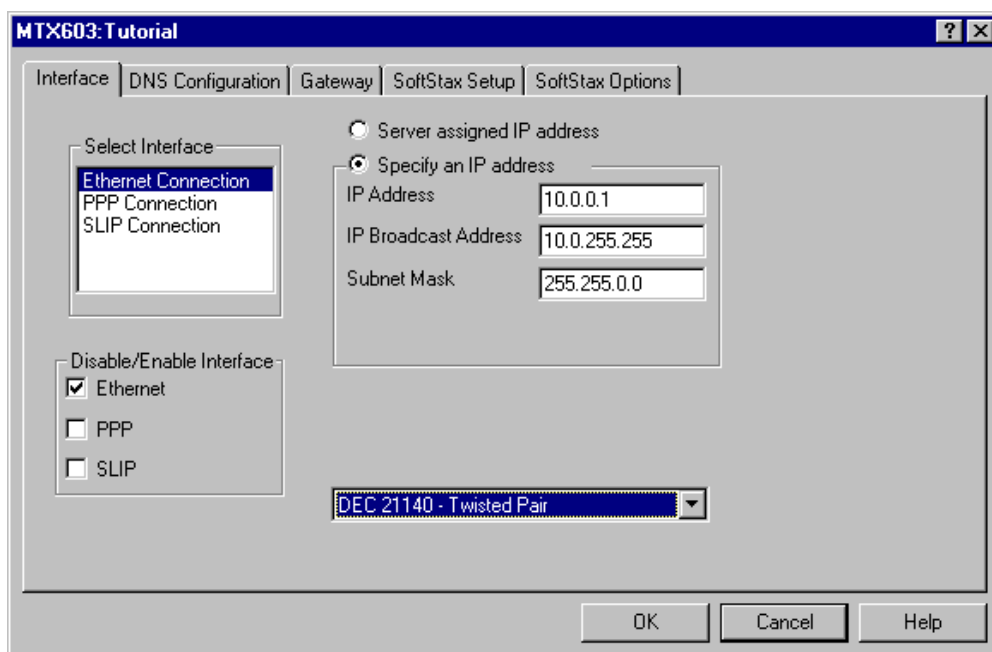 MTX603:Tutorial
Interface
DNS Configuration
Gateway
SoftStax Setup
SoftStax Options
Select Interface
Ethernet Connection
PPP Connection
SLIP Connection
Server assigned IP address
Specify an IP address
IP Address
10.0.0.1
IP Broadcast Address
10.0.255.255
Subnet Mask
255.255.0.0
Disable/Enable Interface
Ethernet
PPP
SLIP
DEC 21140 - Twisted Pair
OK
Cancel
Help